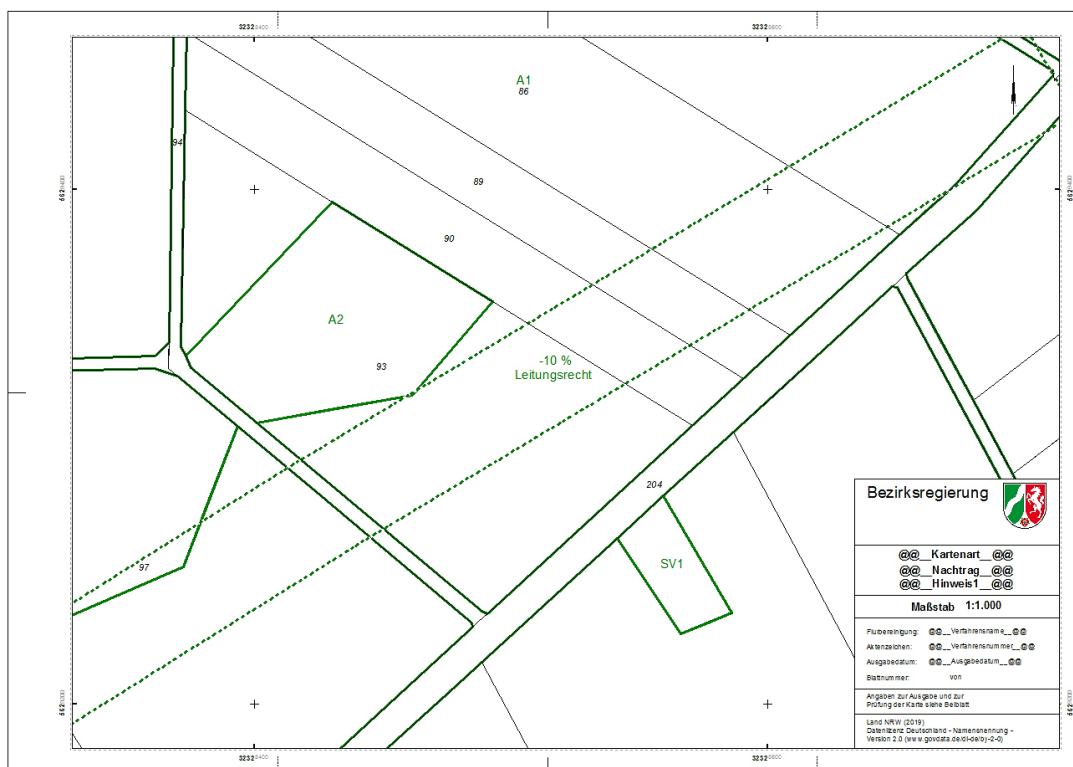 3232⁶400
3232⁶600
A1
86
94
89
90
A2
93
-10 %
Leitungsrecht
204
SV1
97
Bezirksregierung
@@__Kartenart__@@
@@__Nachtrag__@@
@@__Hinweis1__@@
Maßstab 1:1.000
Flurbereinigung: @@__Verfahrensname__@@
Aktenzeichen: @@__Verfahrensnummer__@@
Ausgabedatum: @@__Ausgabedatum__@@
Blattnummer: von
Angaben zur Ausgabe und zur
Prüfung der Karte siehe Beiblatt
Land NRW (2019)
Datenlizenz Deutschland - Namensnennung -
Version 2.0 (www.govdata.de/dl-de/by-2-0)